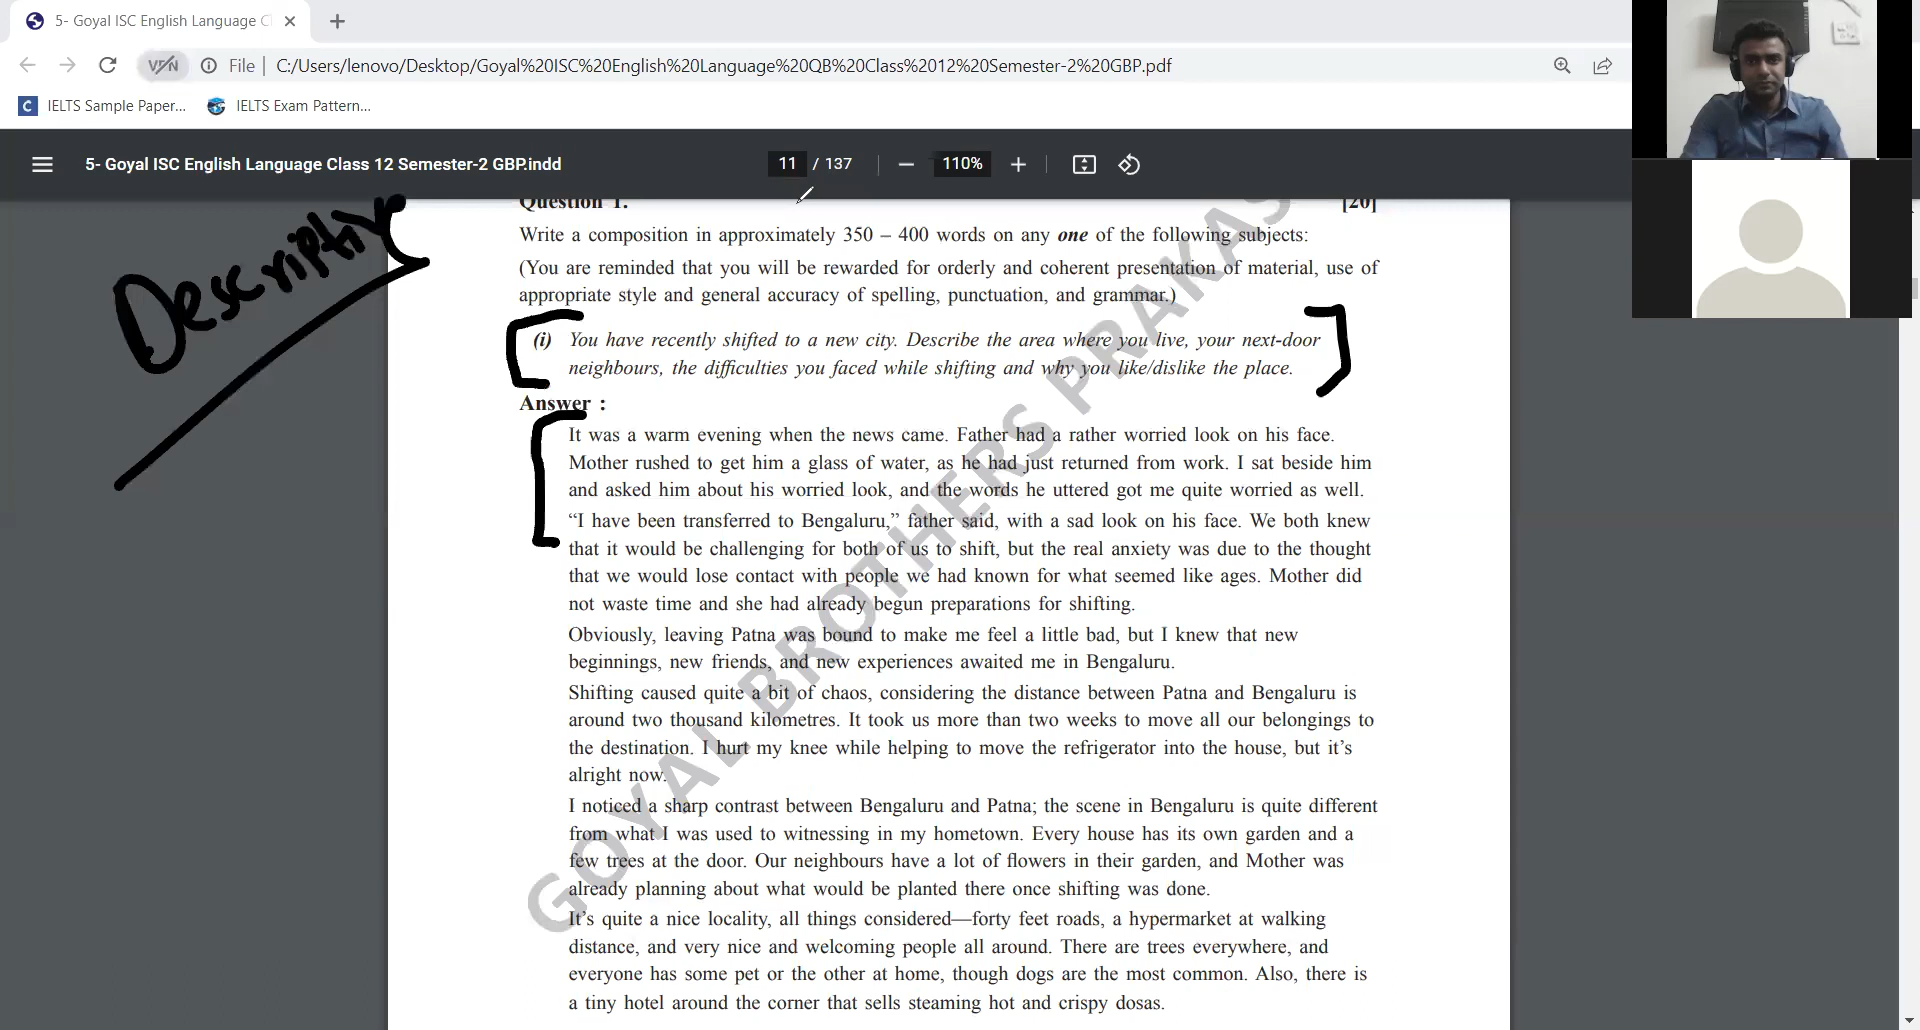 5- Goyal ISC English Language Cl
VPN
File
C:/Users/lenovo/Desktop/Goyal%20ISC%20English%20Language%20QB%20Class%2012%20Semester-2%20GBP.pdf
C IELTS Sample Paper...
IELTS Exam Pattern...
5- Goyal ISC English Language Class 12 Semester-2 GBP.indd
11 / 137
110%
Descriptive
Question 1. [20]
Write a composition in approximately 350 – 400 words on any one of the following subjects:
(You are reminded that you will be rewarded for orderly and coherent presentation of material, use of
appropriate style and general accuracy of spelling, punctuation, and grammar.)
(i) You have recently shifted to a new city. Describe the area where you live, your next-door
neighbours, the difficulties you faced while shifting and why you like/dislike the place.
Answer :
It was a warm evening when the news came. Father had a rather worried look on his face.
Mother rushed to get him a glass of water, as he had just returned from work. I sat beside him
and asked him about his worried look, and the words he uttered got me quite worried as well.
“I have been transferred to Bengaluru,” father said, with a sad look on his face. We both knew
that it would be challenging for both of us to shift, but the real anxiety was due to the thought
that we would lose contact with people we had known for what seemed like ages. Mother did
not waste time and she had already begun preparations for shifting.
Obviously, leaving Patna was bound to make me feel a little bad, but I knew that new
beginnings, new friends, and new experiences awaited me in Bengaluru.
Shifting caused quite a bit of chaos, considering the distance between Patna and Bengaluru is
around two thousand kilometres. It took us more than two weeks to move all our belongings to
the destination. I hurt my knee while helping to move the refrigerator into the house, but it’s
alright now.
I noticed a sharp contrast between Bengaluru and Patna; the scene in Bengaluru is quite different
from what I was used to witnessing in my hometown. Every house has its own garden and a
few trees at the door. Our neighbours have a lot of flowers in their garden, and Mother was
already planning about what would be planted there once shifting was done.
It’s quite a nice locality, all things considered—forty feet roads, a hypermarket at walking
distance, and very nice and welcoming people all around. There are trees everywhere, and
everyone has some pet or the other at home, though dogs are the most common. Also, there is
a tiny hotel around the corner that sells steaming hot and crispy dosas.
GOYAL BROTHERS PRAKAS